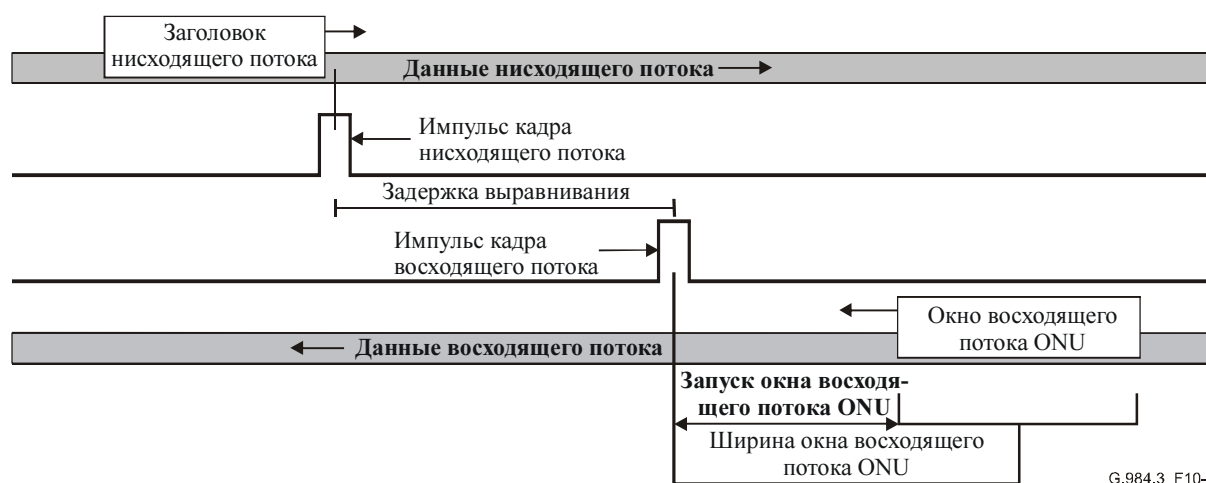 Заголовок
нисходящего потока
Данные нисходящего потока
Импульс кадра
нисходящего потока
Задержка выравнивания
Импульс кадра
восходящего потока
Окно восходящего
потока ONU
Данные восходящего потока
Запуск окна восходя-
щего потока ONU
Ширина окна восходящего
потока ONU
G.984.3_F10-